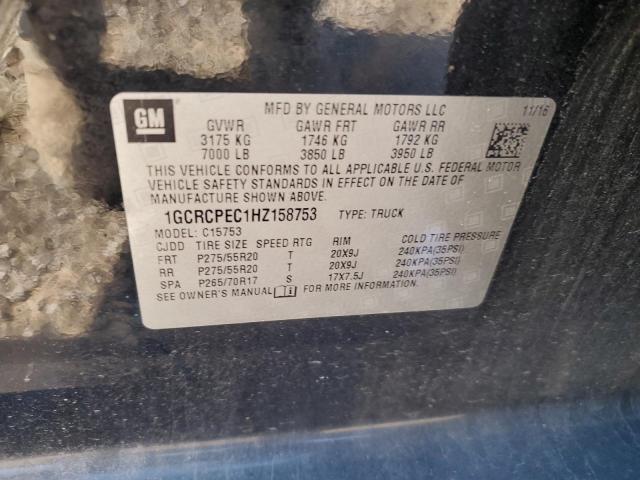 GM
MFD BY GENERAL MOTORS LLC 11/16
GVWR GAWR FRT GAWR RR
3175 KG 1746 KG 1792 KG
7000 LB 3850 LB 3950 LB
THIS VEHICLE CONFORMS TO ALL APPLICABLE U.S. FEDERAL MOTOR
VEHICLE SAFETY STANDARDS IN EFFECT ON THE DATE OF
MANUFACTURE SHOWN ABOVE.
1GCRCPEC1HZ158753 TYPE: TRUCK
MODEL: C15753
CJDD TIRE SIZE SPEED RTG RIM COLD TIRE PRESSURE
FRT P275/55R20 T 20X9J 240KPA(35PSI)
RR P275/55R20 T 20X9J 240KPA(35PSI)
SPA P265/70R17 S 17X7.5J 240KPA(35PSI)
SEE OWNER'S MANUAL FOR MORE INFORMATION.